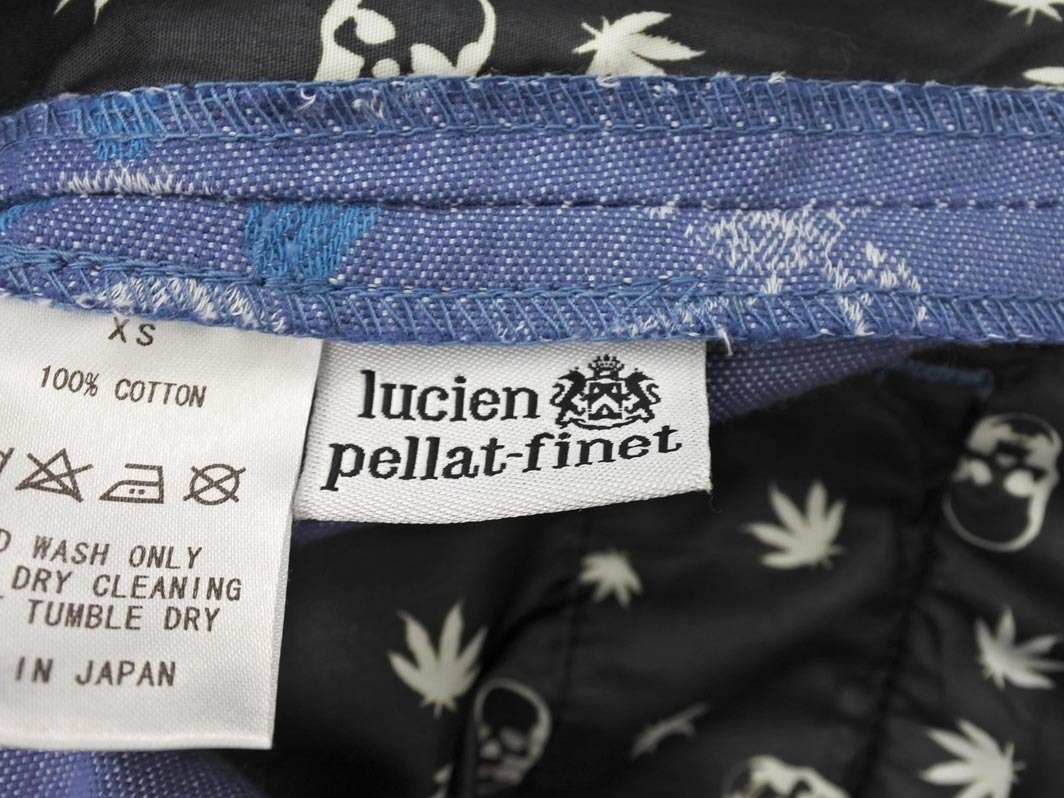 XS
100% COTTON
WASH ONLY
DRY CLEANING
TUMBLE DRY
IN JAPAN
lucien
pellat-finet